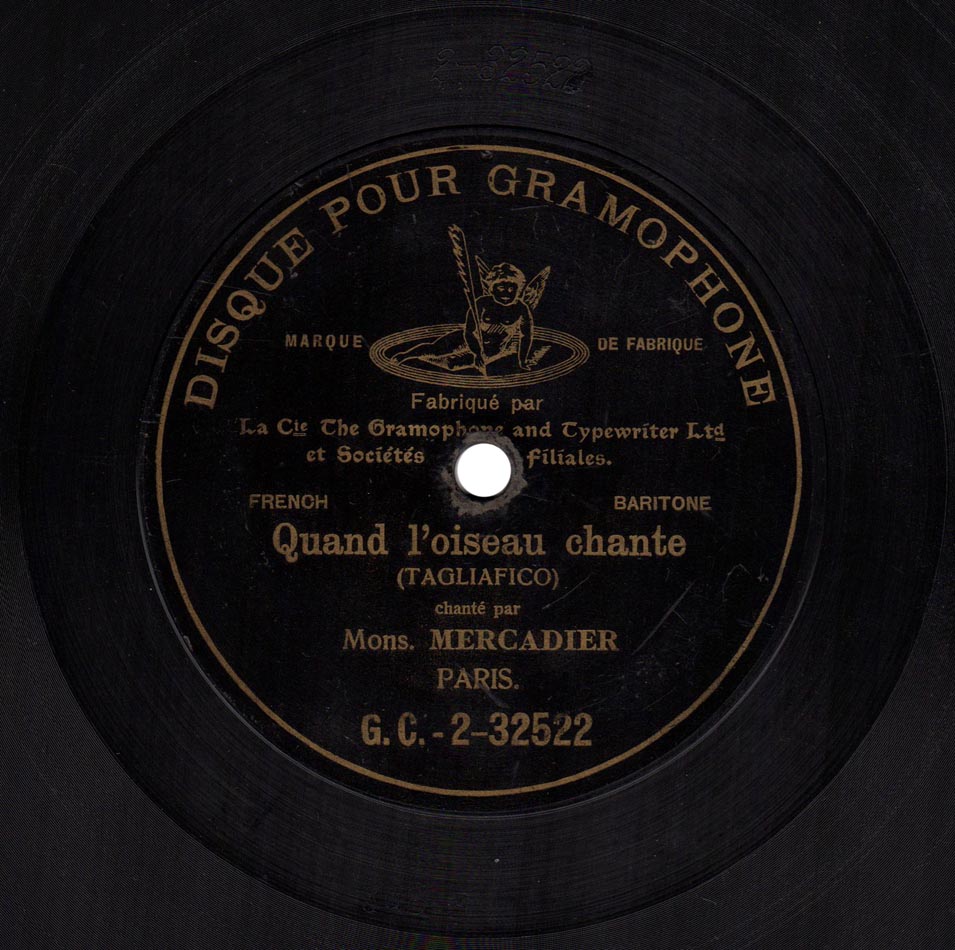 2-32522
DISQUE POUR GRAMOPHONE
MARQUE DE FABRIQUE
Fabriqué par
La Cie The Gramophone and Typewriter Ltd
et Sociétés filiales.
FRENCH BARITONE
Quand l'oiseau chante
(TAGLIAFICO)
chanté par
Mons. MERCADIER
PARIS.
G. C. - 2-32522